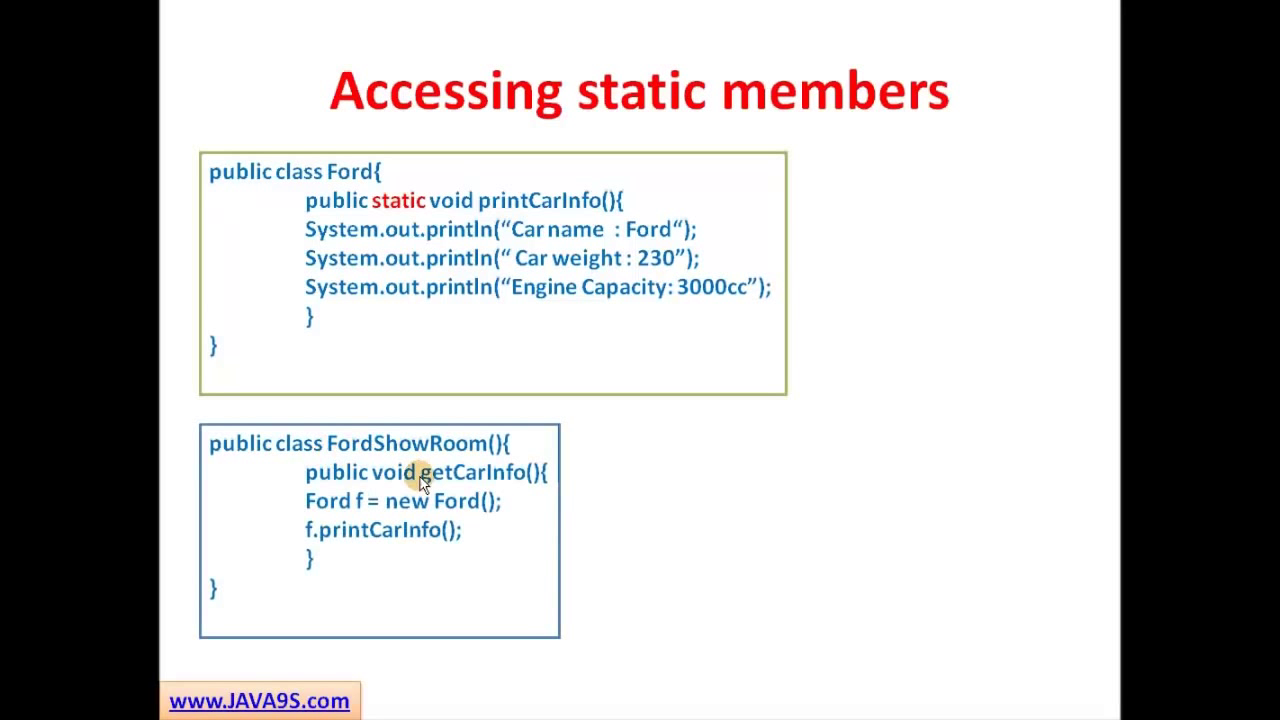 Accessing static members
public class Ford{
public static void printCarInfo(){
System.out.println(“Car name  : Ford“);
System.out.println(“ Car weight : 230”);
System.out.println(“Engine Capacity: 3000cc”);
}
}
public class FordShowRoom(){
public void getCarInfo(){
Ford f = new Ford();
f.printCarInfo();
}
}
www.JAVA9S.com